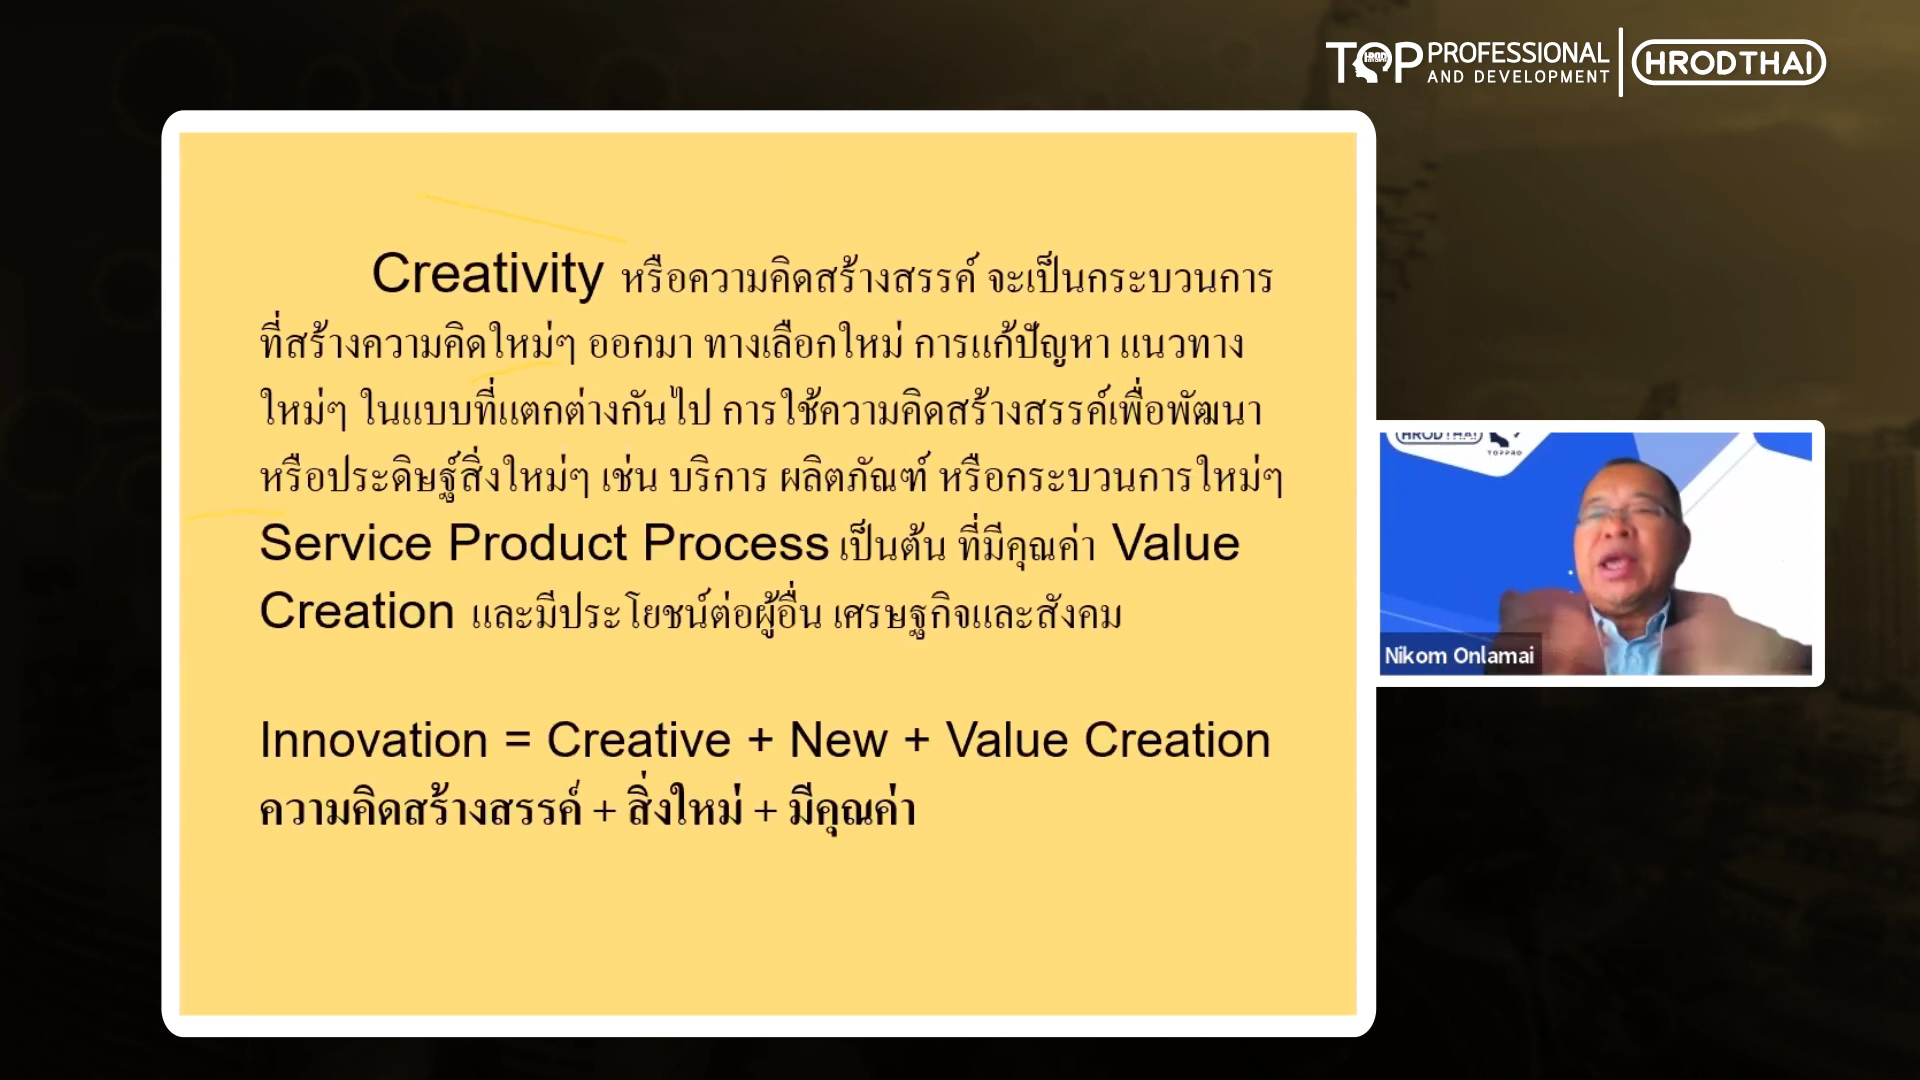 TOP PROFESSIONAL
AND DEVELOPMENT
HRODTHAI
Creativity หรือความคิดสร้างสรรค์ จะเป็นกระบวนการ
ที่สร้างความคิดใหม่ๆ ออกมา ทางเลือกใหม่ การแก้ปัญหา แนวทาง
ใหม่ๆ ในแบบที่แตกต่างกันไป การใช้ความคิดสร้างสรรค์เพื่อพัฒนา
หรือประดิษฐ์สิ่งใหม่ๆ เช่น บริการ ผลิตภัณฑ์ หรือกระบวนการใหม่ๆ
Service Product Process เป็นต้น ที่มีคุณค่า Value
Creation และมีประโยชน์ต่อผู้อื่น เศรษฐกิจและสังคม
Innovation = Creative + New + Value Creation
ความคิดสร้างสรรค์ + สิ่งใหม่ + มีคุณค่า
HRODTHAI
TOPPRO
Nikom Onlamai